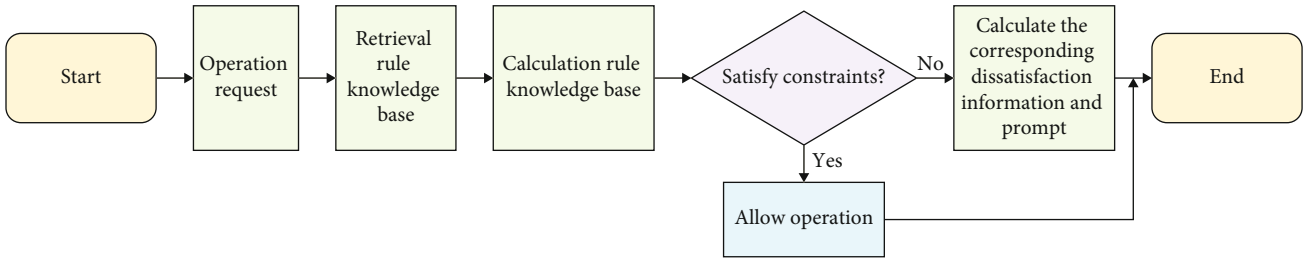 Start
Operation
request
Retrieval
rule
knowledge
base
Calculation rule
knowledge base
Satisfy constraints?
No
Calculate the
corresponding
dissatisfaction
information and
prompt
End
Yes
Allow operation